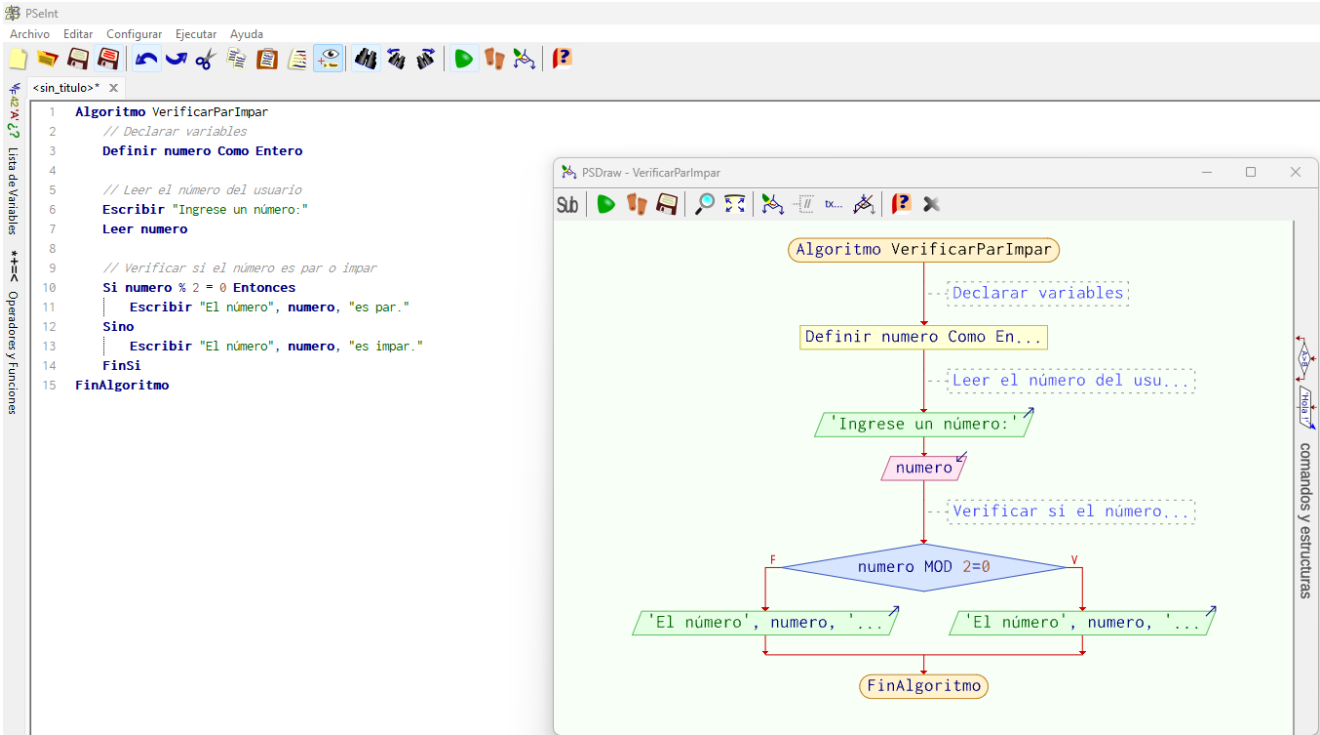 PSeInt
Archivo Editar Configurar Ejecutar Ayuda
<sin_titulo>* X
42 'A' ¿? Lista de Variables
*+=< Operadores y Funciones
1 Algoritmo VerificarParImpar
2 // Declarar variables
3 Definir numero Como Entero
4
5 // Leer el número del usuario
6 Escribir "Ingrese un número:"
7 Leer numero
8
9 // Verificar si el número es par o impar
10 Si numero % 2 = 0 Entonces
11 Escribir "El número", numero, "es par."
12 Sino
13 Escribir "El número", numero, "es impar."
14 FinSi
15 FinAlgoritmo
PSDraw - VerificarParImpar
Sub // tx...
Algoritmo VerificarParImpar
Declarar variables
Definir numero Como En...
Leer el número del usu...
'Ingrese un número:'
numero
Verificar si el número...
F V
numero MOD 2=0
'El número', numero, '...
'El número', numero, '...
FinAlgoritmo
A>B
'Hola !'
comandos y estructuras